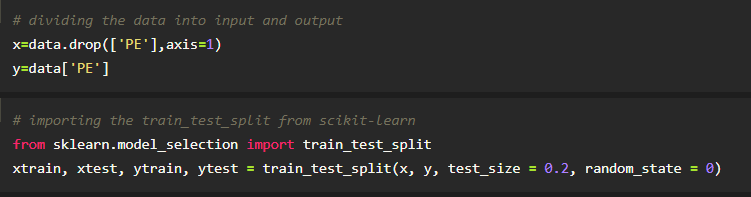 # dividing the data into input and output
x=data.drop(['PE'],axis=1)
y=data['PE']
# importing the train_test_split from scikit-learn
from sklearn.model_selection import train_test_split
xtrain, xtest, ytrain, ytest = train_test_split(x, y, test_size = 0.2, random_state = 0)